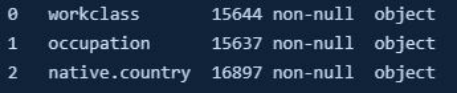 0 workclass 15644 non-null object
1 occupation 15637 non-null object
2 native.country 16897 non-null object